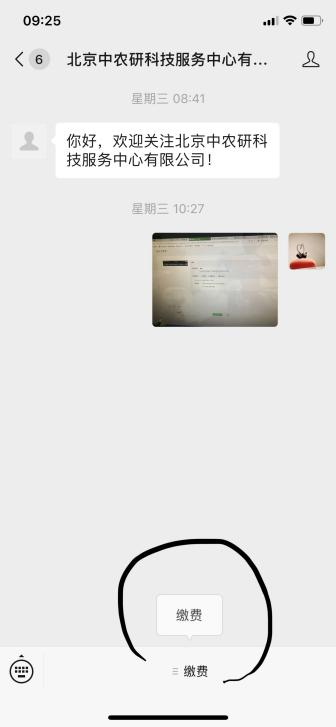 09:25
6
北京中农研科技服务中心有...
星期三 08:41
你好，欢迎关注北京中农研科
技服务中心有限公司！
星期三 10:27
缴费
缴费